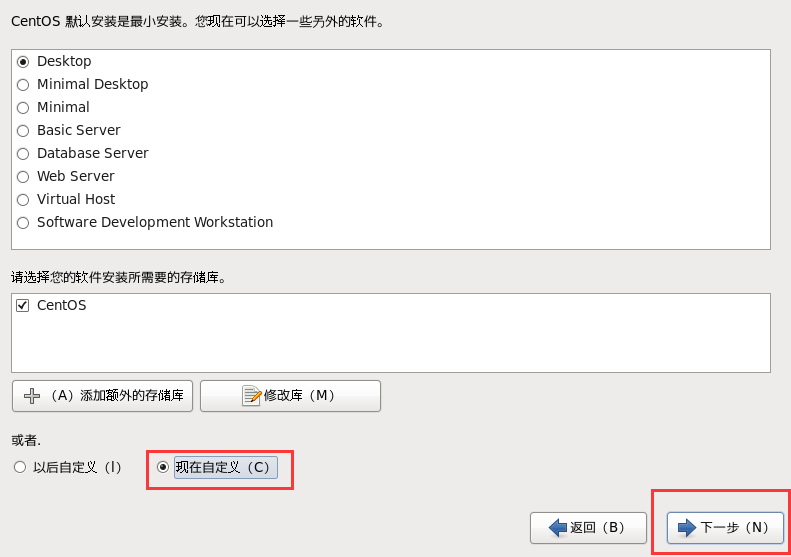 CentOS 默认安装是最小安装。您现在可以选择一些另外的软件。
Desktop
Minimal Desktop
Minimal
Basic Server
Database Server
Web Server
Virtual Host
Software Development Workstation
请选择您的软件安装所需要的存储库。
CentOS
（A）添加额外的存储库 修改库（M）
或者.
以后自定义（l） 现在自定义（C）
返回（B） 下一步（N）